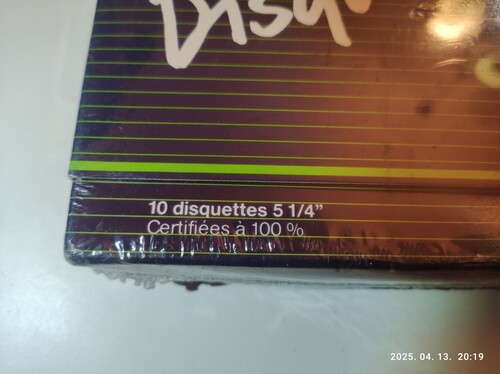 10 disquettes 5 1/4”
Certifiées à 100 %
2025. 04. 13. 20:19